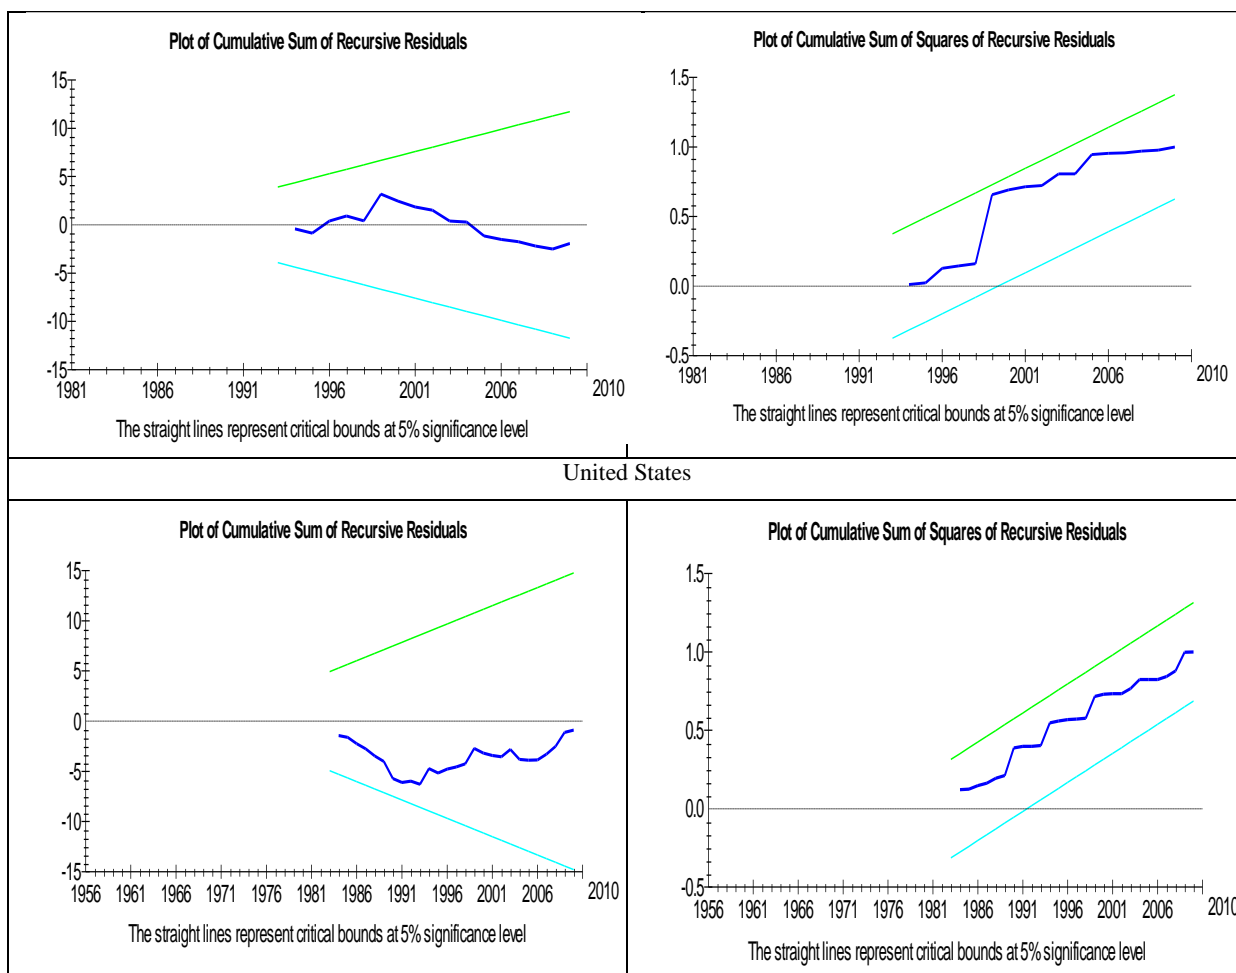 Plot of Cumulative Sum of Recursive Residuals
15
10
5
0
-5
-10
-15
1981 1986 1991 1996 2001 2006 2010
The straight lines represent critical bounds at 5% significance level
Plot of Cumulative Sum of Squares of Recursive Residuals
1.5
1.0
0.5
0.0
-0.5
1981 1986 1991 1996 2001 2006 2010
The straight lines represent critical bounds at 5% significance level
United States
Plot of Cumulative Sum of Recursive Residuals
15
10
5
0
-5
-10
-15
1956 1961 1966 1971 1976 1981 1986 1991 1996 2001 2006 2010
The straight lines represent critical bounds at 5% significance level
Plot of Cumulative Sum of Squares of Recursive Residuals
1.5
1.0
0.5
0.0
-0.5
1956 1961 1966 1971 1976 1981 1986 1991 1996 2001 2006 2010
The straight lines represent critical bounds at 5% significance level